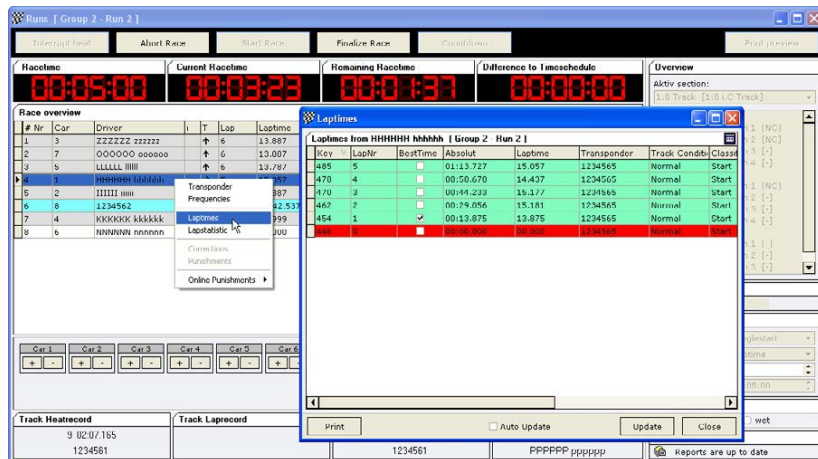 Runs [ Group 2 - Run 2 ]
Interrupt heat Abort Race Start Race Finalize Race Countdown Print preview
Racetime Current Racetime Remaining Racetime Difference to Timeschedule Overview
00:05:00 00:03:23 00:01:37 00:00:00
Aktiv section:
1:8 Track [1:8 I.C Track]
Race overview
# Nr Car Driver i T Lap Laptime
1 3 ZZZZZZ zzzzzz 6 13.887
2 7 OOOOOO oooooo 6 13.007
3 5 LLLLLL llllll 6 13.787
4 1 HHHHHH hhhhhh
5 2 IIIIII iiiiii
6 8 1234562
7 4 KKKKKK kkkkkk
8 6 NNNNNN nnnnnn
Transponder
Frequencies
Laptimes
Lapstatistic
Corrections
Punishments
Online Punishments
Laptimes
Laptimes from HHHHHH hhhhhh [ Group 2 - Run 2 ]
Key LapNr BestTime Absolut Laptime Transponder Track Conditi Classif
485 5 01:13.727 15.057 1234565 Normal Start
470 4 00:58.670 14.437 1234565 Normal Start
470 3 00:44.233 15.177 1234565 Normal Start
462 2 00:29.056 15.181 1234565 Normal Start
454 1 00:13.875 13.875 1234565 Normal Start
446 0 00:00.000 00.000 1234565 Normal Start
Print Auto Update Update Close
Car 1 Car 2 Car 3 Car 4 Car 5 Car 6
+ - + - + - + - + - + -
05:00
wet
Track Heatrecord Track Laprecord
9 02:07.165
1234561 1234561 PPPPPP pppppp
Reports are up to date